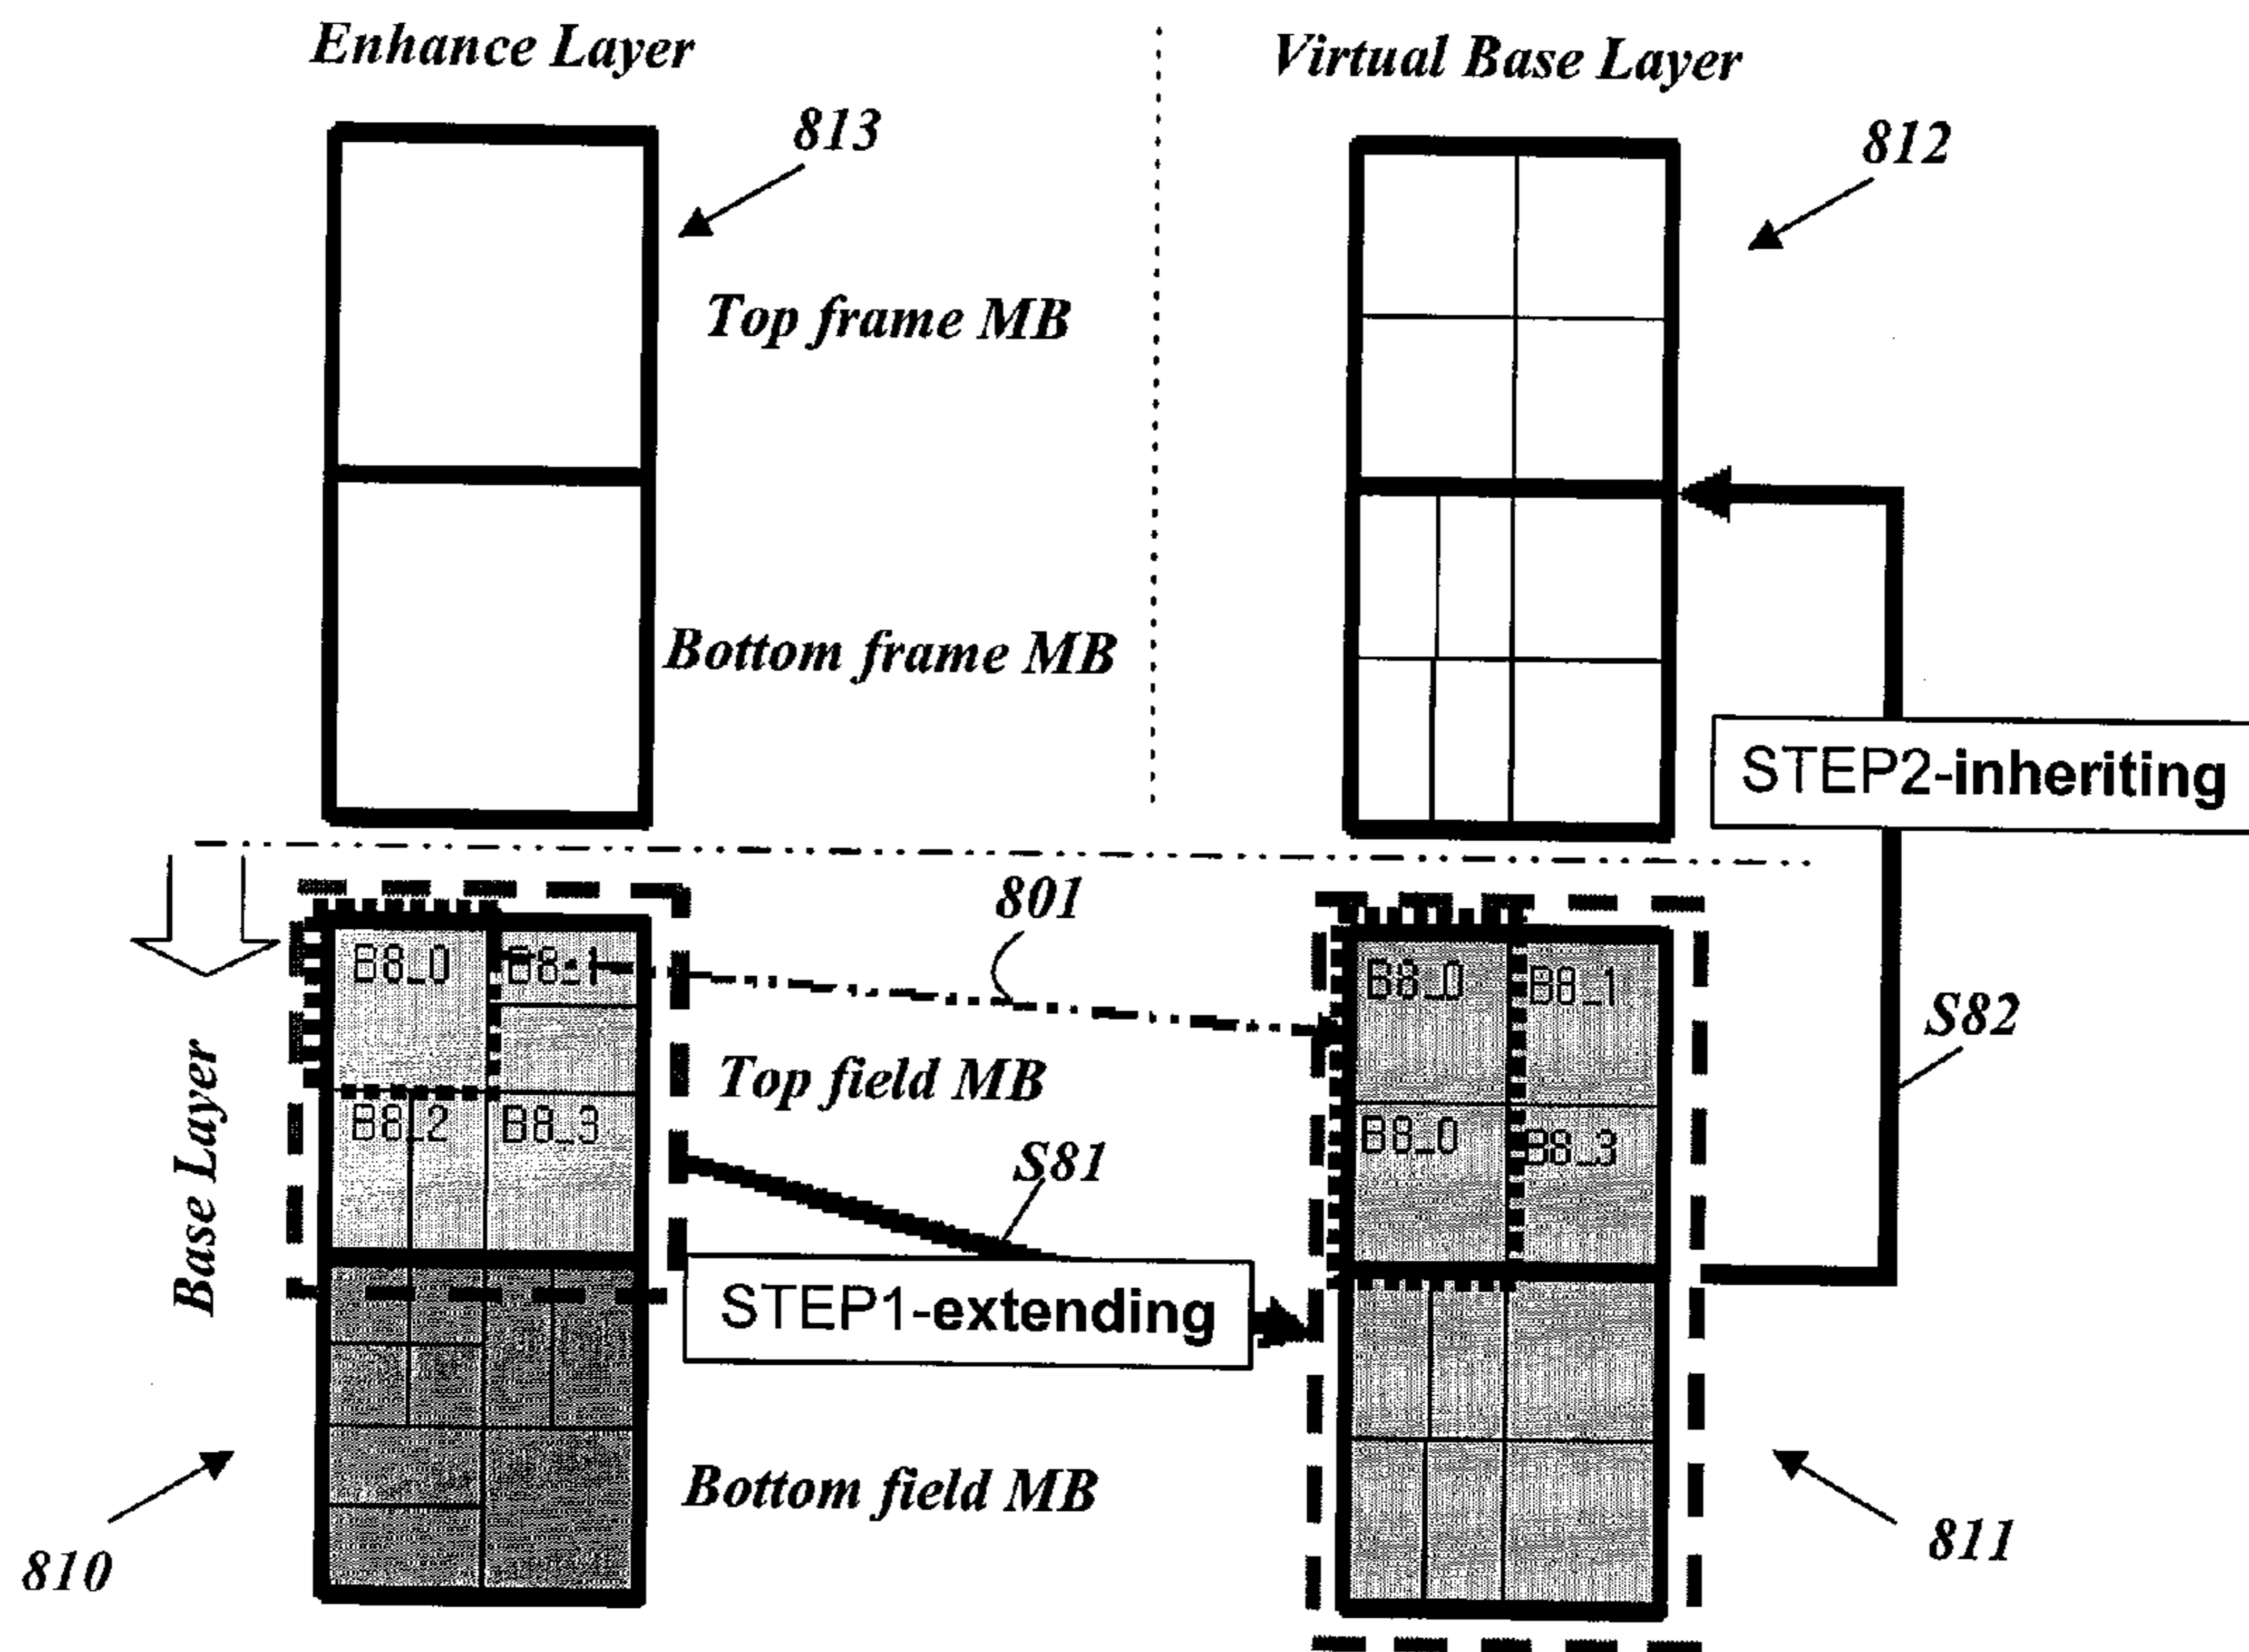 Enhance Layer
Virtual Base Layer
813
812
Top frame MB
Bottom frame MB
STEP2-inheriting
801
B8_0
B8_1
B8_0
B8_1
S82
Top field MB
B8_2
B8_3
B8_0
B8_3
Base Layer
S81
STEP1-extending
Bottom field MB
810
811